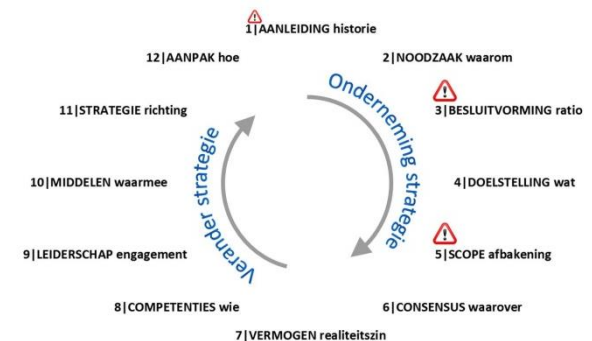 1|AANLEIDING historie
2|NOODZAAK waarom
3|BESLUITVORMING ratio
4|DOELSTELLING wat
5|SCOPE afbakening
6|CONSENSUS waarover
7|VERMOGEN realiteitszin
8|COMPETENTIES wie
9|LEIDERSCHAP engagement
10|MIDDELEN waarmee
11|STRATEGIE richting
12|AANPAK hoe
Onderneming strategie
Verander strategie